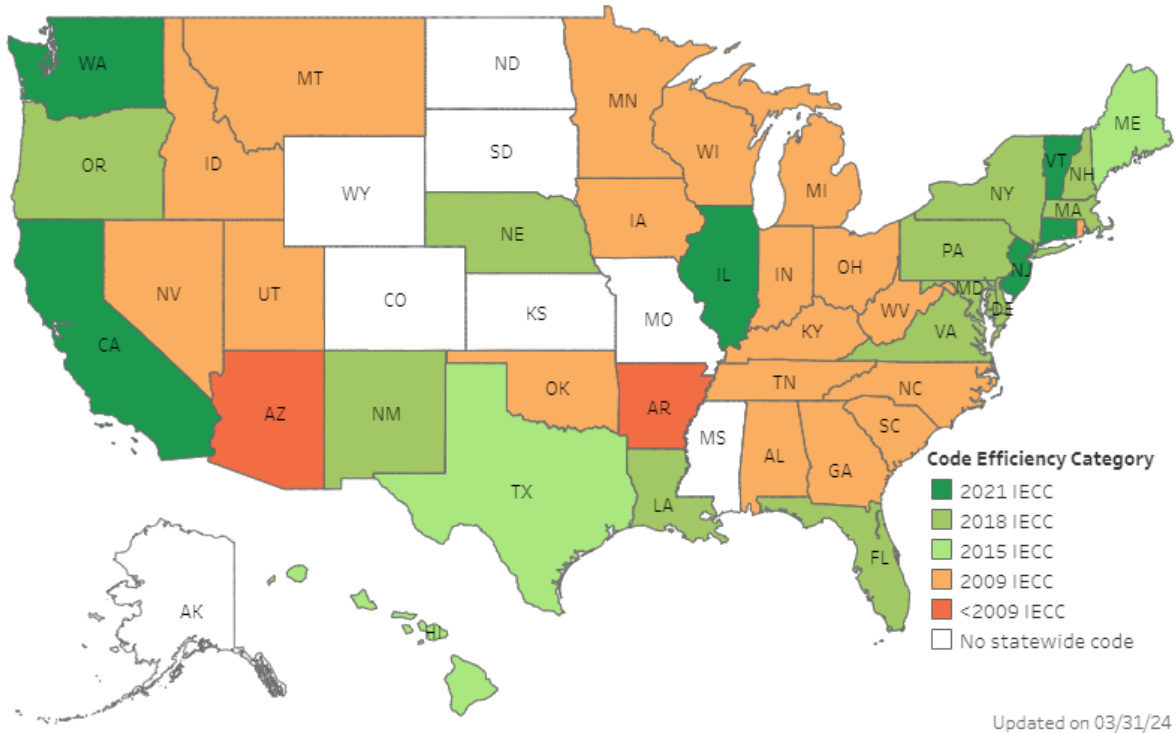 WA
MT
ND
MN
ME
OR
ID
SD
WI
VT
NH
WY
MI
NY
MA
IA
NE
PA
NV
UT
CO
IL
IN
OH
NJ
KS
MO
WV
MD
DE
CA
KY
VA
TN
NC
AZ
NM
OK
AR
SC
MS
AL
GA
TX
LA
FL
AK
Code Efficiency Category
2021 IECC
2018 IECC
2015 IECC
2009 IECC
<2009 IECC
No statewide code
HI
Updated on 03/31/24